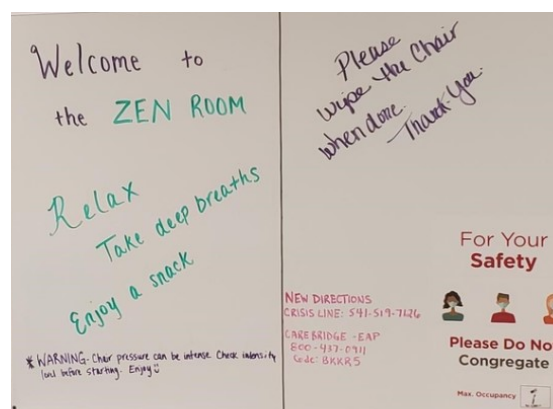 Welcome to
the ZEN ROOM
Relax
Take deep breaths
Enjoy a snack
* WARNING- Chair pressure can be intense Check intensity
before starting. Enjoy
Please
Wipe the Chair
when done.
Thank-You
NEW DIRECTIONS
CRISIS LINE: 541-519-7126
CAREBRIDGE - EAP
800-437-0911
Code: BKKR5
For Your
Safety
Please Do No
Congregate
Max. Occupancy